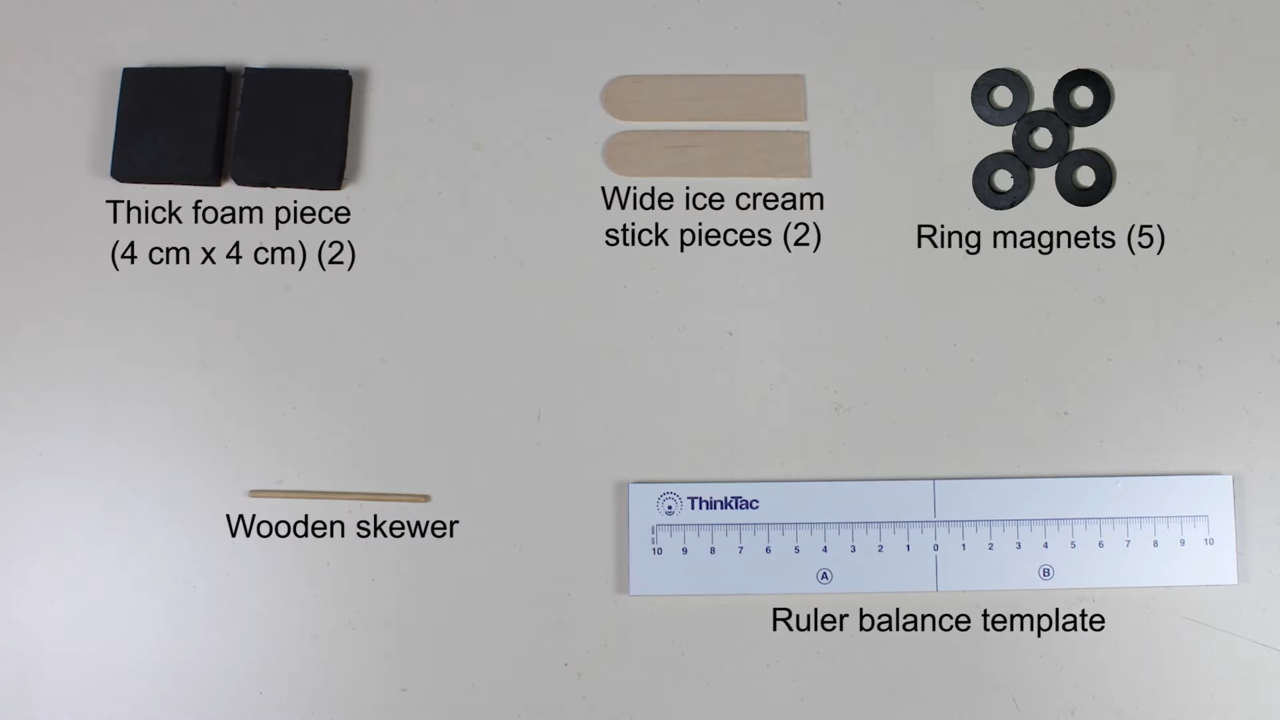 Thick foam piece
(4 cm x 4 cm) (2)
Wide ice cream
stick pieces (2)
Ring magnets (5)
Wooden skewer
ThinkTac
10 9 8 7 6 5 4 3 2 1 0 1 2 3 4 5 6 7 8 9 10
A B
Ruler balance template